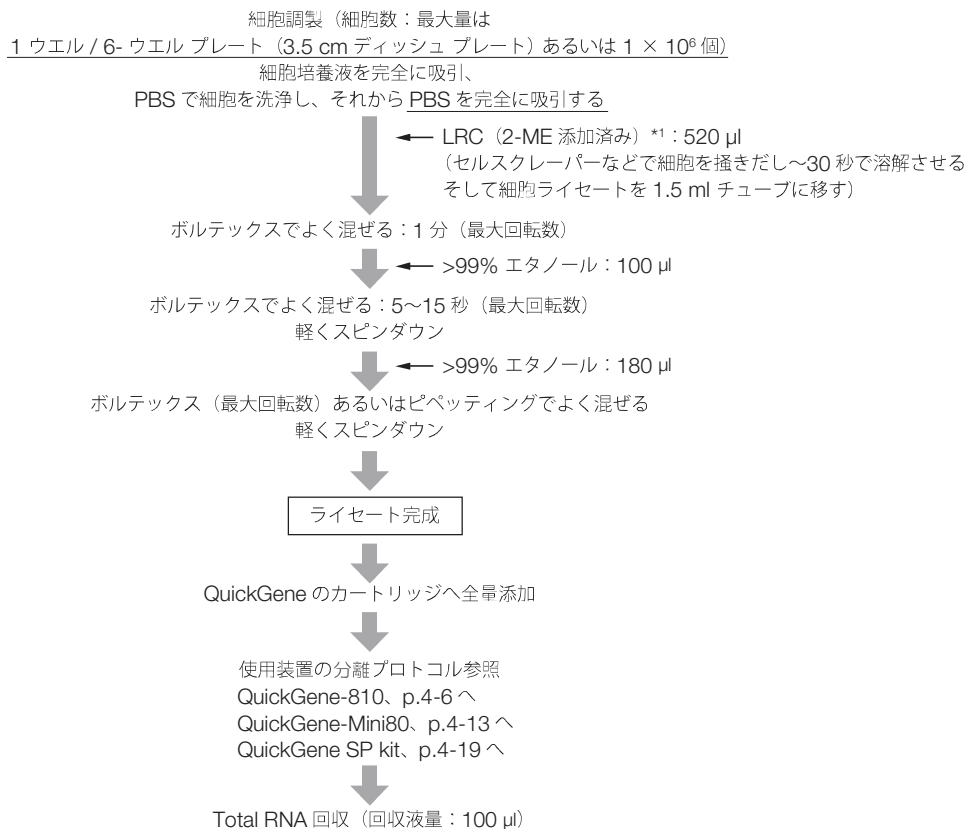 細胞調製（細胞数：最大量は
1 ウエル / 6- ウエル プレート（3.5 cm ディッシュ プレート）あるいは 1 × 10⁶ 個）
細胞培養液を完全に吸引、
PBS で細胞を洗浄し、それから PBS を完全に吸引する
LRC（2-ME 添加済み）*1：520 µl
（セルスクレーパーなどで細胞を掻きだし～30 秒で溶解させる
そして細胞ライセートを 1.5 ml チューブに移す）
ボルテックスでよく混ぜる：1 分（最大回転数）
>99% エタノール：100 µl
ボルテックスでよく混ぜる：5～15 秒（最大回転数）
軽くスピンダウン
>99% エタノール：180 µl
ボルテックス（最大回転数）あるいはピペッティングでよく混ぜる
軽くスピンダウン
ライセート完成
QuickGene のカートリッジへ全量添加
使用装置の分離プロトコル参照
QuickGene-810、p.4-6 へ
QuickGene-Mini80、p.4-13 へ
QuickGene SP kit、p.4-19 へ
Total RNA 回収（回収液量：100 µl）